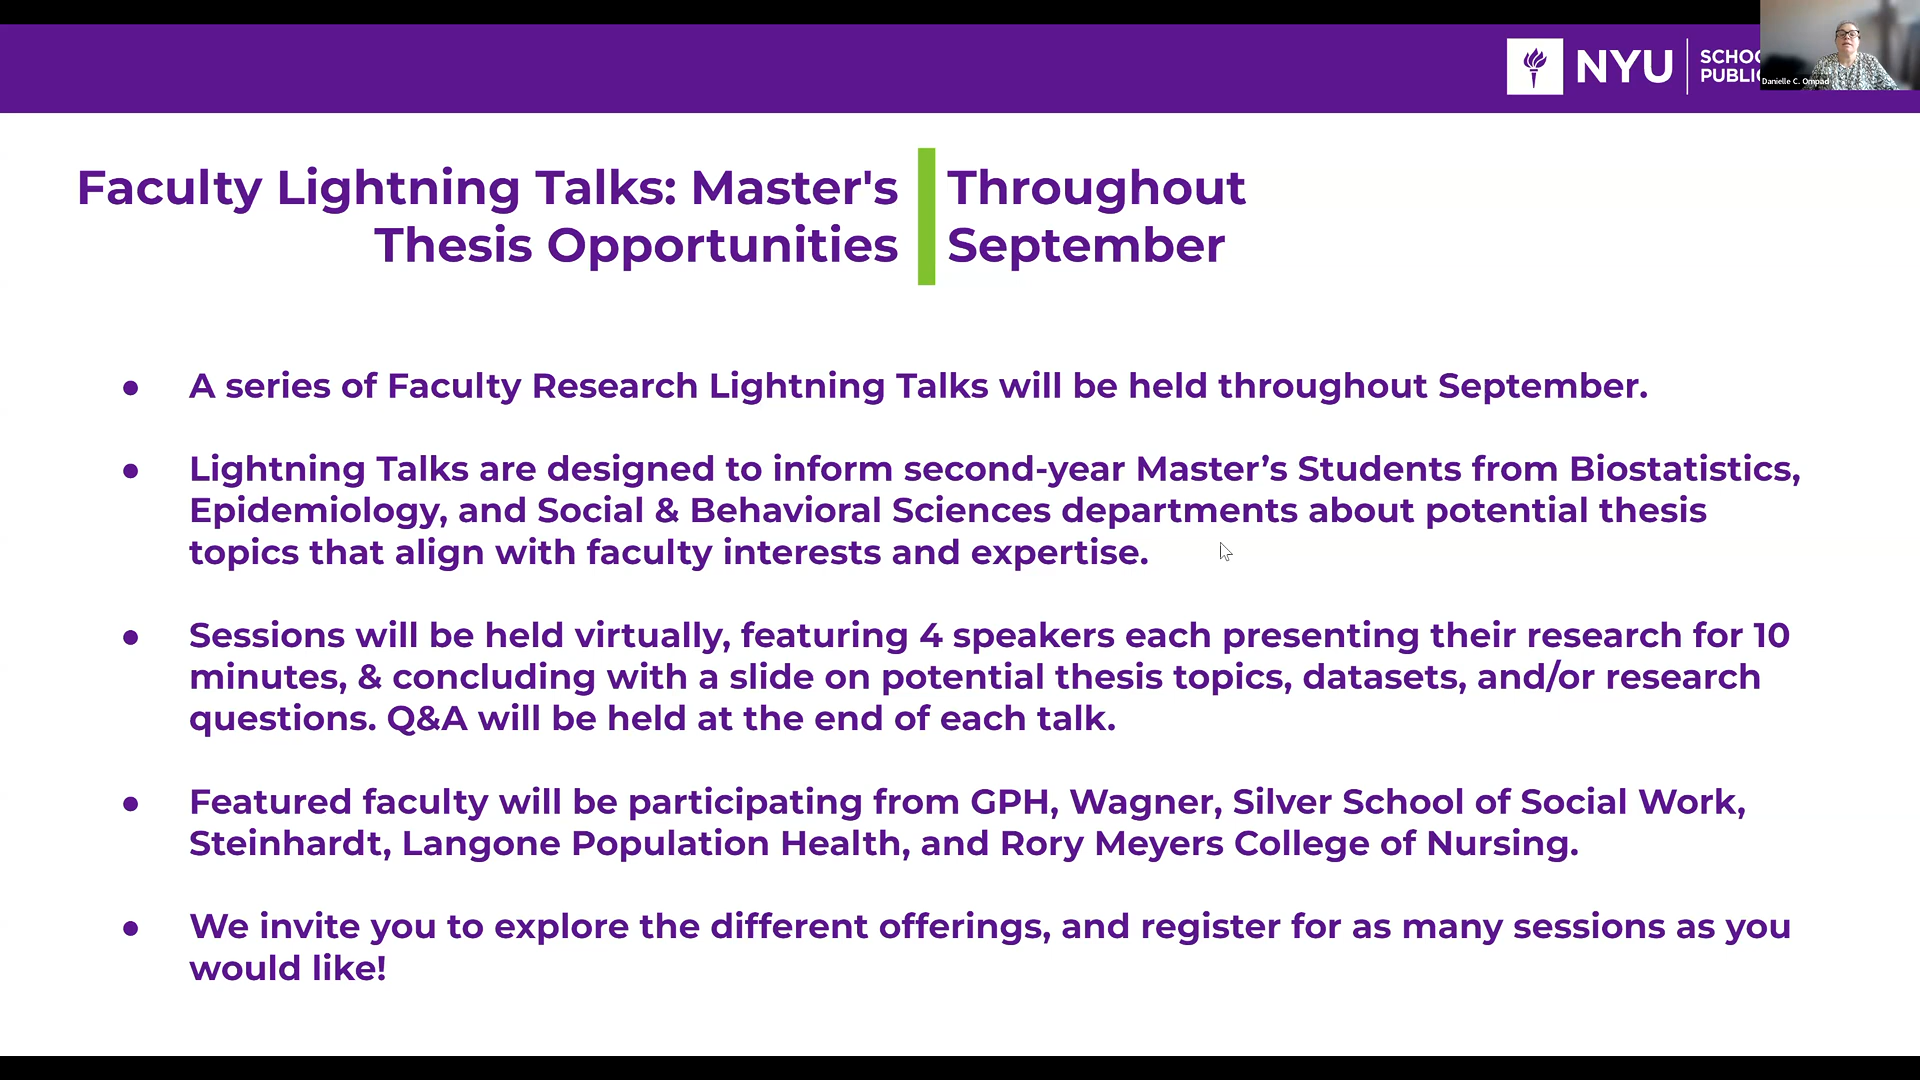 NYU
SCHOO
PUBLIC
Danielle C. Ompad
Faculty Lightning Talks: Master's
Thesis Opportunities
Throughout
September
● A series of Faculty Research Lightning Talks will be held throughout September.
● Lightning Talks are designed to inform second-year Master’s Students from Biostatistics,
Epidemiology, and Social & Behavioral Sciences departments about potential thesis
topics that align with faculty interests and expertise.
● Sessions will be held virtually, featuring 4 speakers each presenting their research for 10
minutes, & concluding with a slide on potential thesis topics, datasets, and/or research
questions. Q&A will be held at the end of each talk.
● Featured faculty will be participating from GPH, Wagner, Silver School of Social Work,
Steinhardt, Langone Population Health, and Rory Meyers College of Nursing.
● We invite you to explore the different offerings, and register for as many sessions as you
would like!